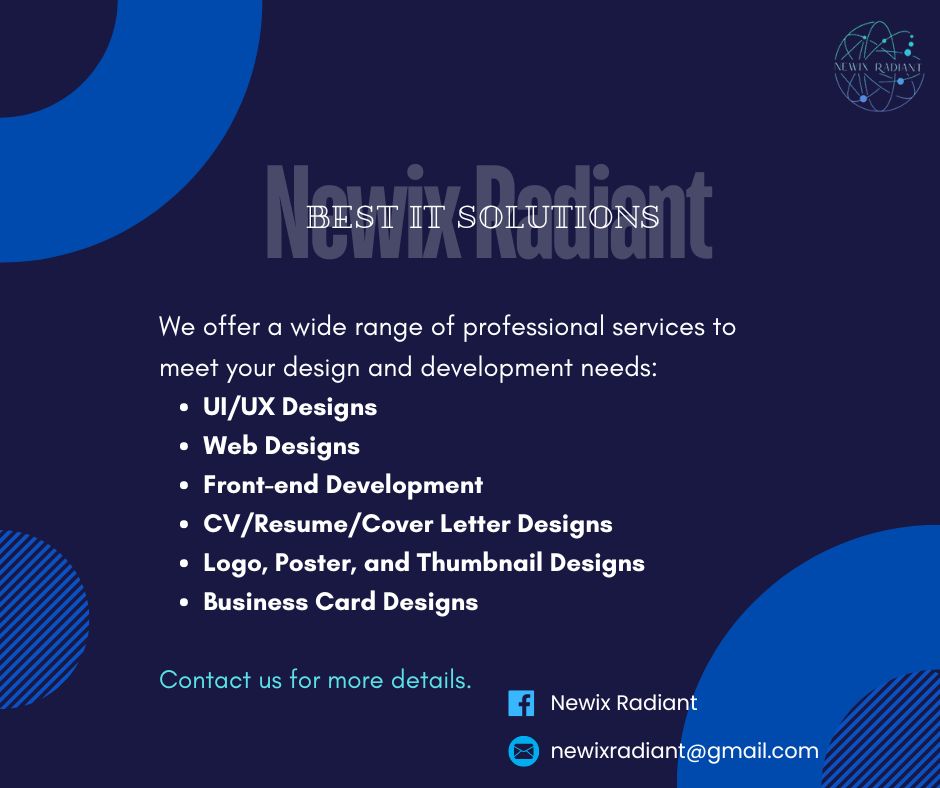 NEWIX RADIANT
Newix Radiant
BEST IT SOLUTIONS
We offer a wide range of professional services to
meet your design and development needs:
• UI/UX Designs
• Web Designs
• Front-end Development
• CV/Resume/Cover Letter Designs
• Logo, Poster, and Thumbnail Designs
• Business Card Designs
Contact us for more details.
Newix Radiant
newixradiant@gmail.com